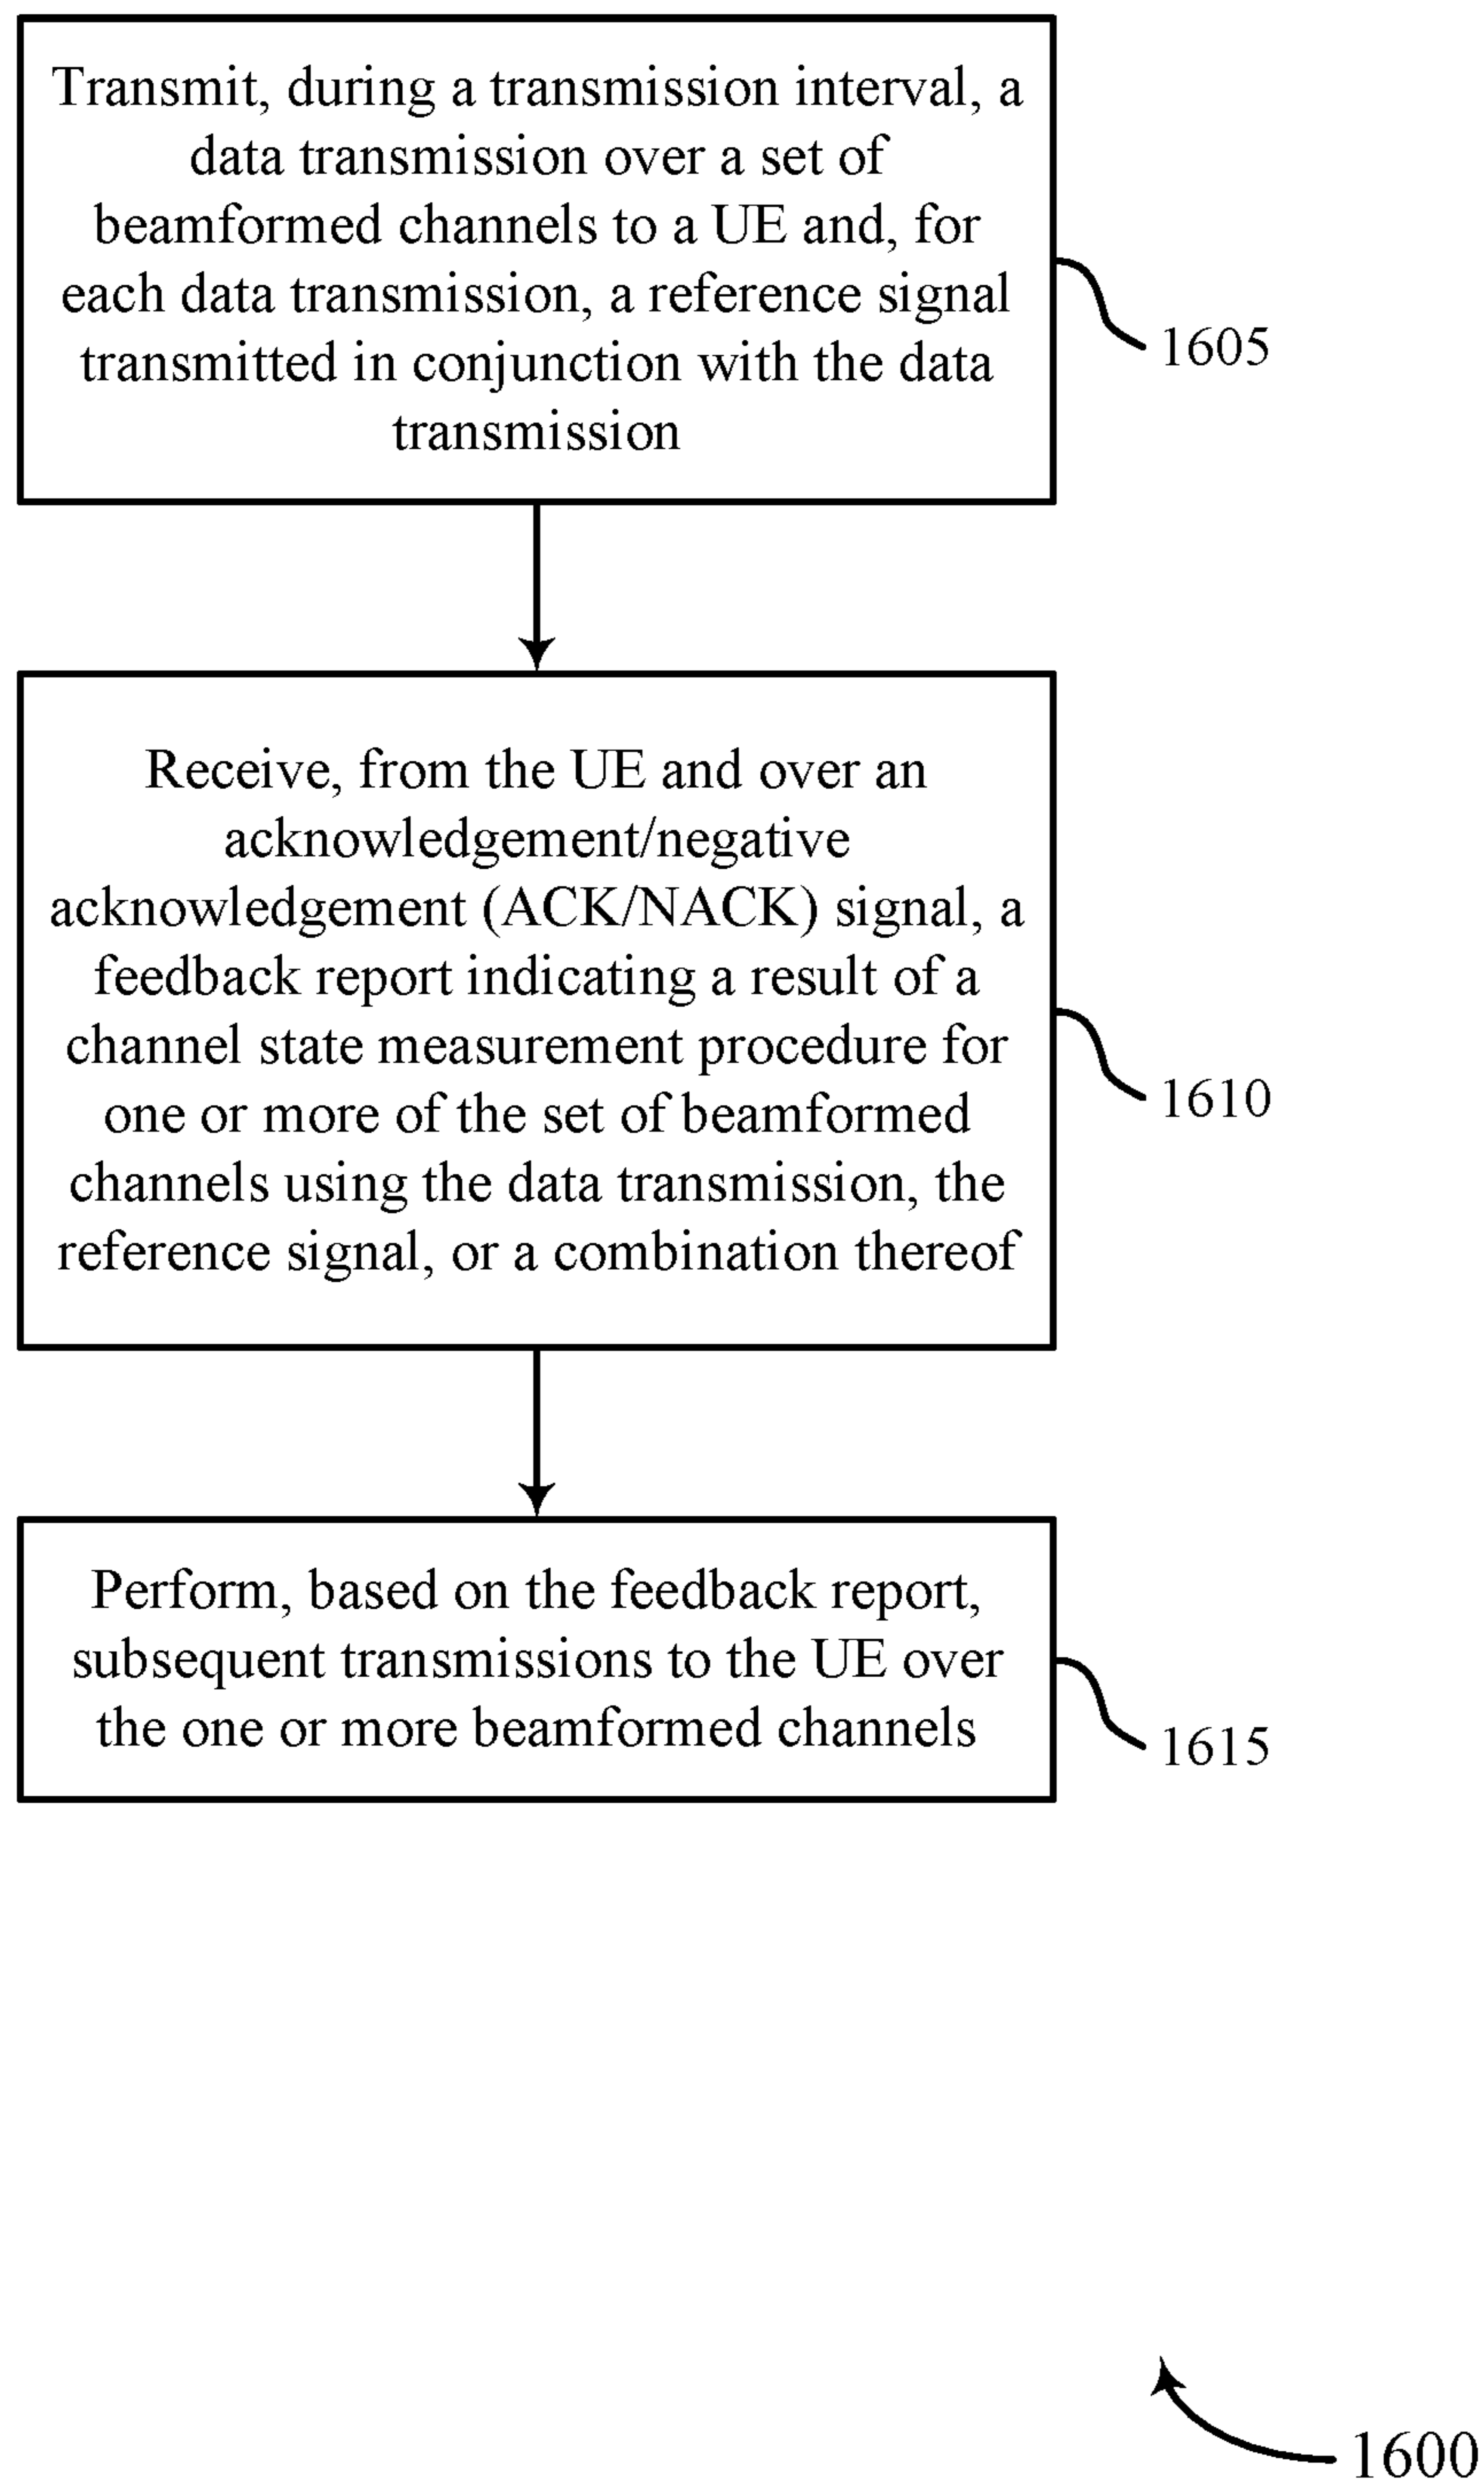 Transmit, during a transmission interval, a
data transmission over a set of
beamformed channels to a UE and, for
each data transmission, a reference signal
transmitted in conjunction with the data
transmission
1605
Receive, from the UE and over an
acknowledgement/negative
acknowledgement (ACK/NACK) signal, a
feedback report indicating a result of a
channel state measurement procedure for
one or more of the set of beamformed
channels using the data transmission, the
reference signal, or a combination thereof
1610
Perform, based on the feedback report,
subsequent transmissions to the UE over
the one or more beamformed channels
1615
1600